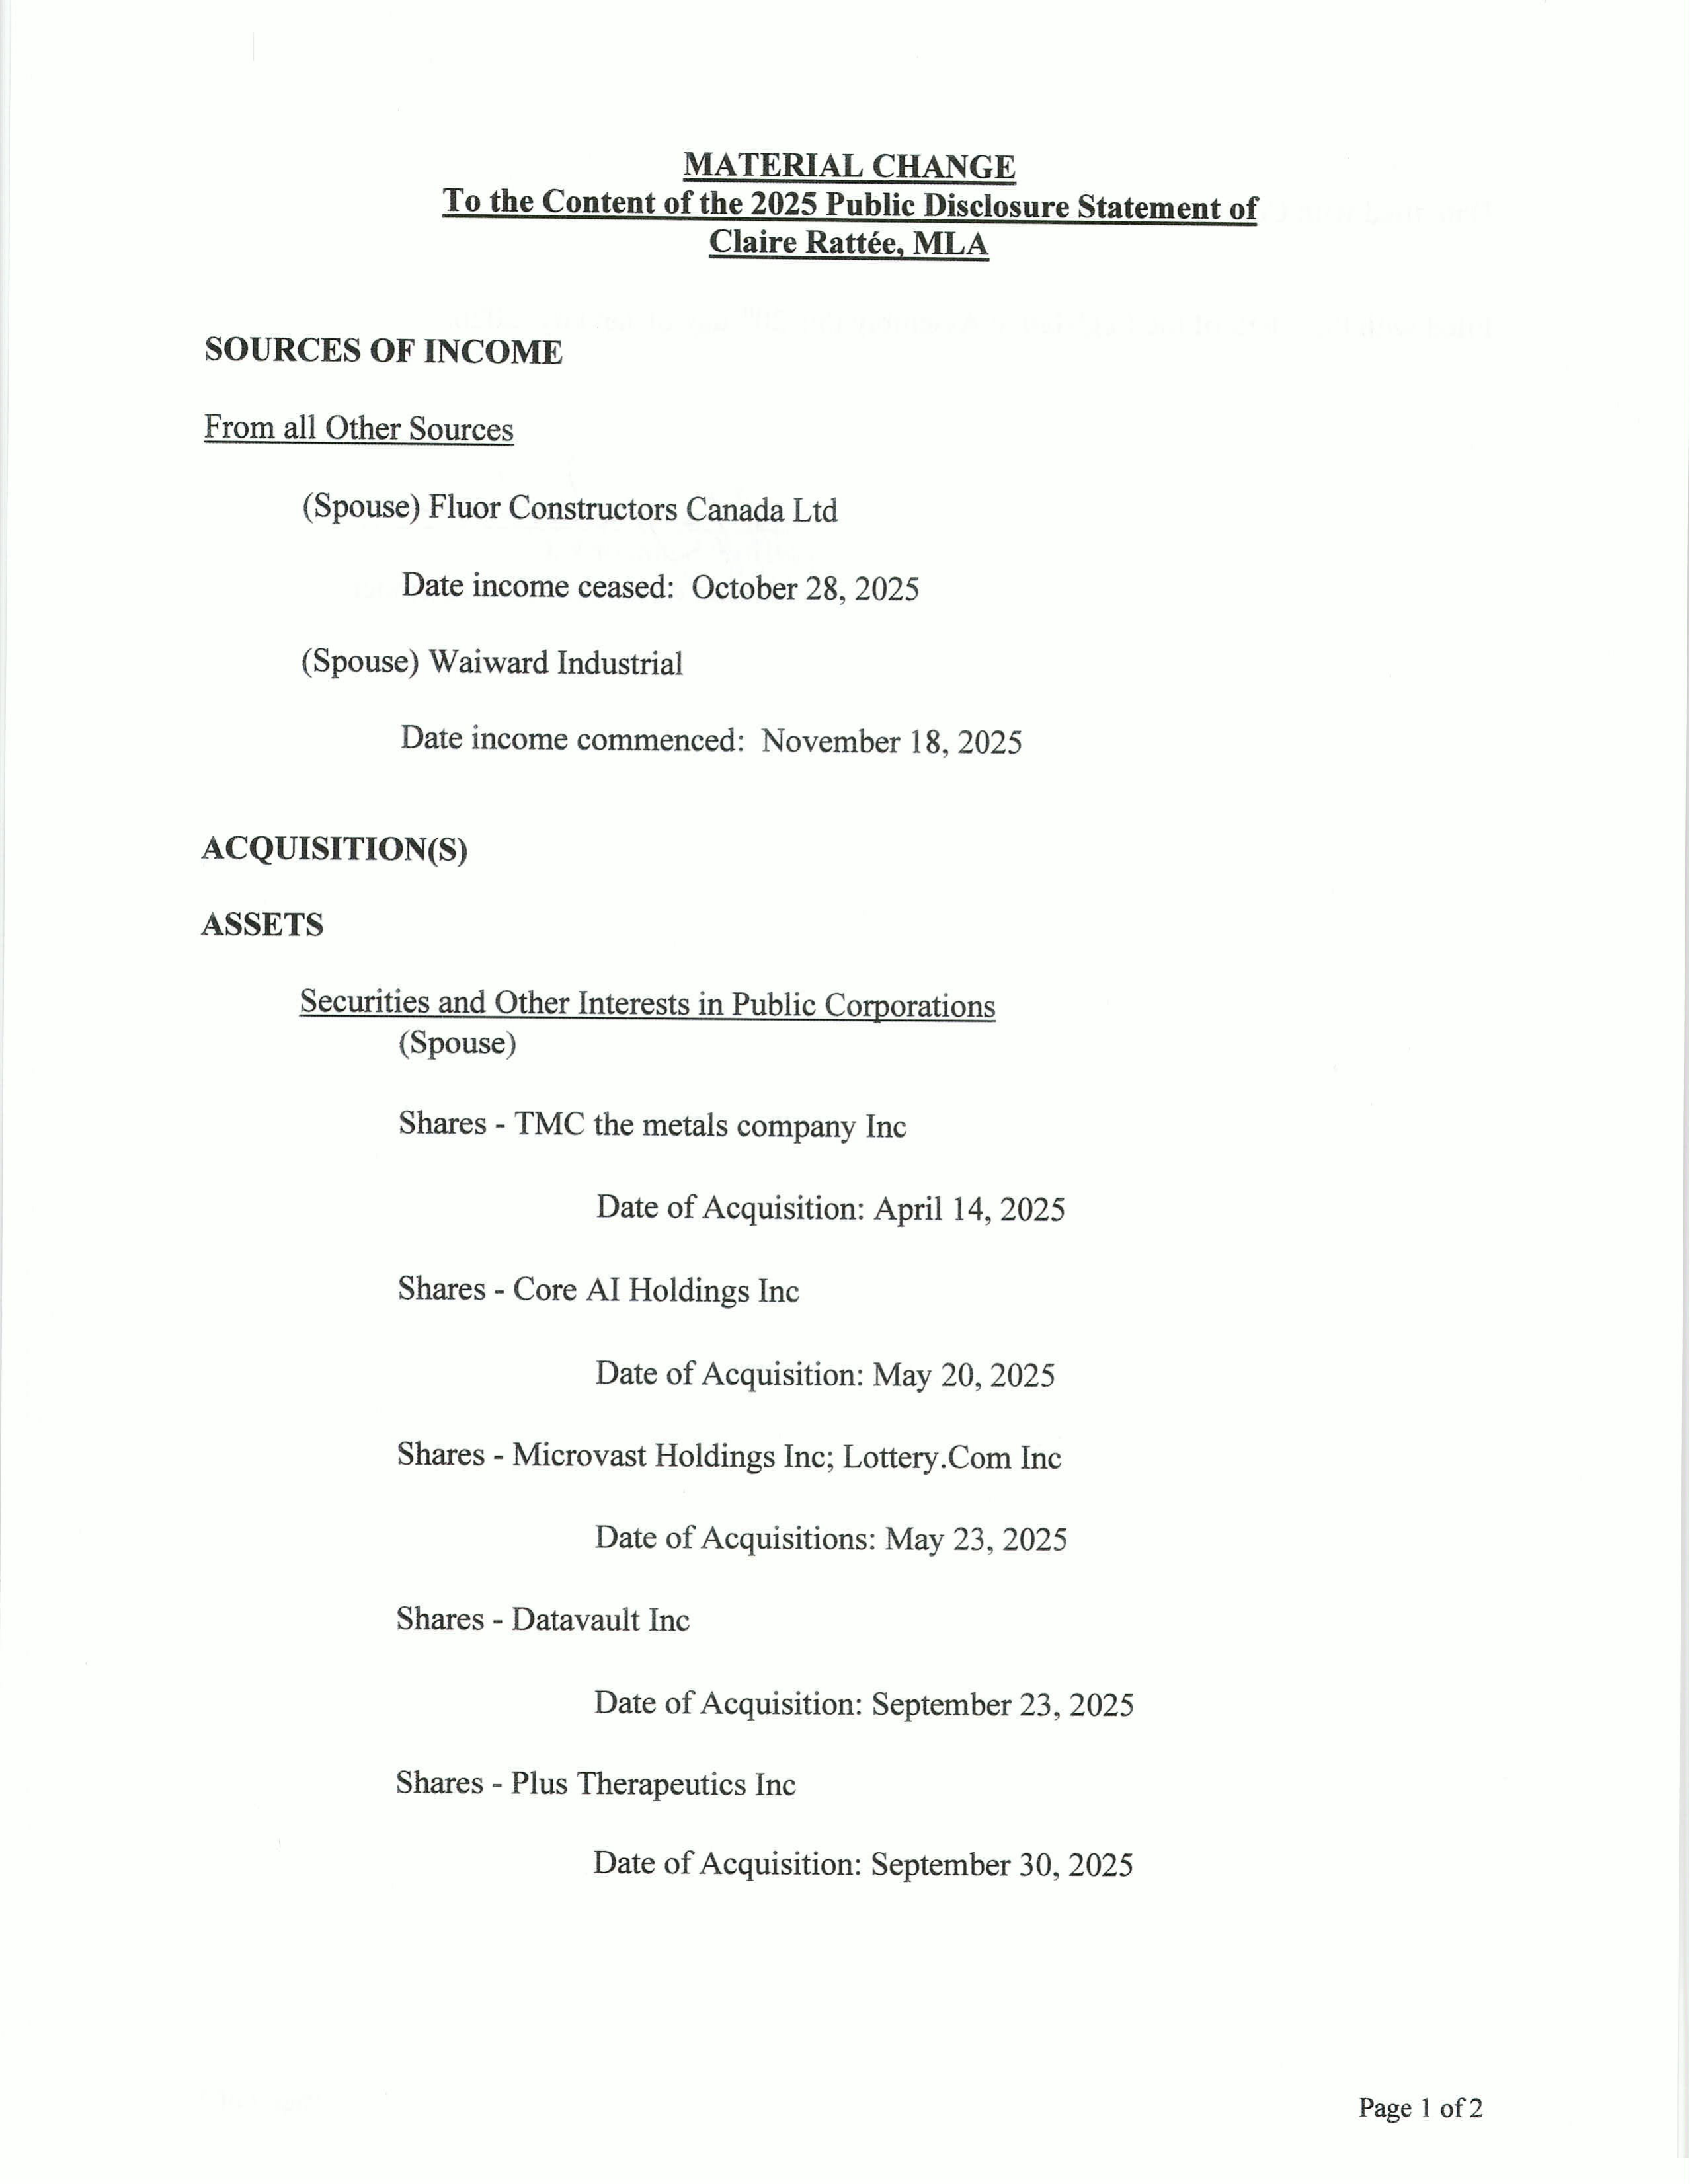 MATERIAL CHANGE
To the Content of the 2025 Public Disclosure Statement of
Claire Rattée, MLA
SOURCES OF INCOME
From all Other Sources
(Spouse) Fluor Constructors Canada Ltd
Date income ceased: October 28, 2025
(Spouse) Waiward Industrial
Date income commenced: November 18, 2025
ACQUISITION(S)
ASSETS
Securities and Other Interests in Public Corporations
(Spouse)
Shares - TMC the metals company Inc
Date of Acquisition: April 14, 2025
Shares - Core AI Holdings Inc
Date of Acquisition: May 20, 2025
Shares - Microvast Holdings Inc; Lottery.Com Inc
Date of Acquisitions: May 23, 2025
Shares - Datavault Inc
Date of Acquisition: September 23, 2025
Shares - Plus Therapeutics Inc
Date of Acquisition: September 30, 2025
Page 1 of 2